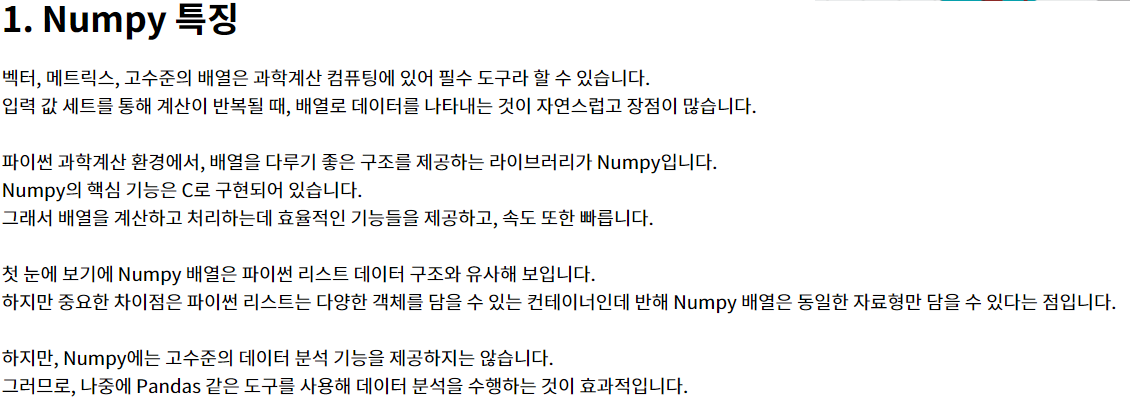 1. Numpy 특징
벡터, 메트릭스, 고수준의 배열은 과학계산 컴퓨팅에 있어 필수 도구라 할 수 있습니다.
입력 값 세트를 통해 계산이 반복될 때, 배열로 데이터를 나타내는 것이 자연스럽고 장점이 많습니다.
파이썬 과학계산 환경에서, 배열을 다루기 좋은 구조를 제공하는 라이브러리가 Numpy입니다.
Numpy의 핵심 기능은 C로 구현되어 있습니다.
그래서 배열을 계산하고 처리하는데 효율적인 기능들을 제공하고, 속도 또한 빠릅니다.
첫 눈에 보기에 Numpy 배열은 파이썬 리스트 데이터 구조와 유사해 보입니다.
하지만 중요한 차이점은 파이썬 리스트는 다양한 객체를 담을 수 있는 컨테이너인데 반해 Numpy 배열은 동일한 자료형만 담을 수 있다는 점입니다.
하지만, Numpy에는 고수준의 데이터 분석 기능을 제공하지는 않습니다.
그러므로, 나중에 Pandas 같은 도구를 사용해 데이터 분석을 수행하는 것이 효과적입니다.